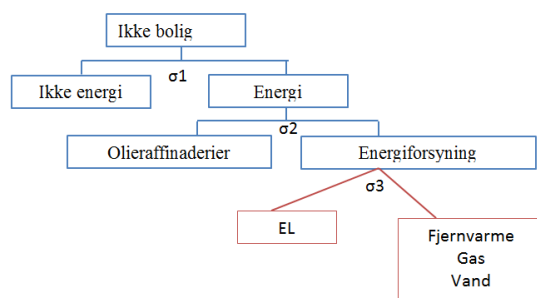 Ikke bolig
σ1
Ikke energi
Energi
σ2
Olieraffinaderier
Energiforsyning
σ3
EL
Fjernvarme
Gas
Vand